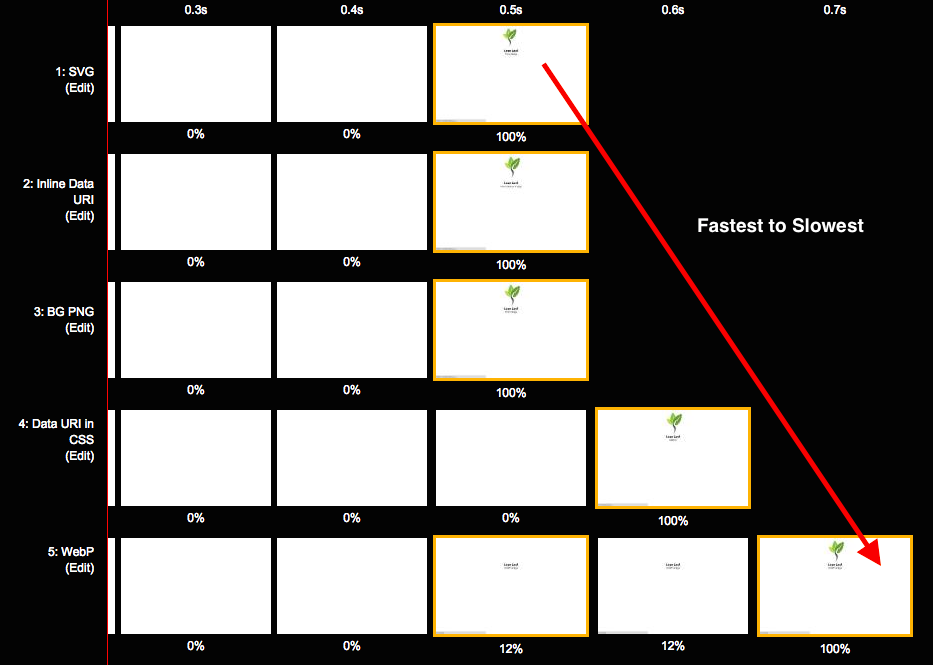 0.3s 0.4s 0.5s 0.6s 0.7s
1: SVG
(Edit)
0% 0% 100%
2: Inline Data
URI
(Edit)
0% 0% 100%
Fastest to Slowest
3: BG PNG
(Edit)
0% 0% 100%
4: Data URI in
CSS
(Edit)
0% 0% 0% 100%
5: WebP
(Edit)
0% 0% 12% 12% 100%